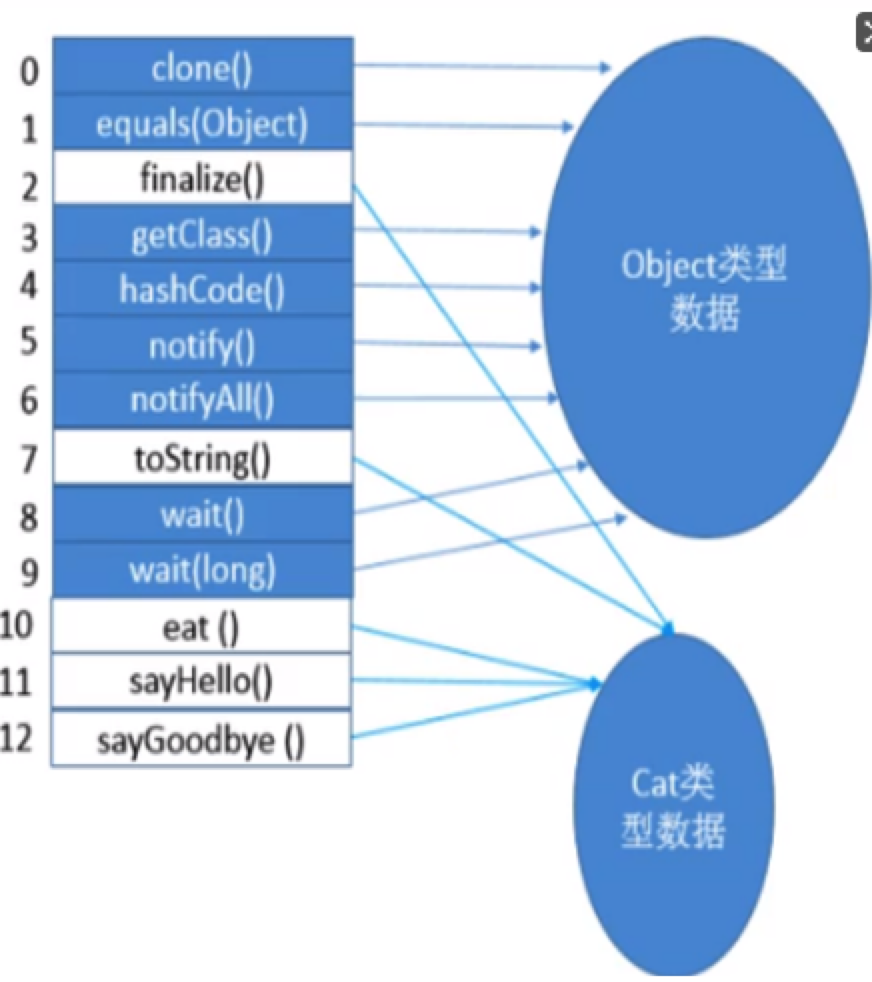 0 clone()
1 equals(Object)
2 finalize()
3 getClass()
4 hashCode()
5 notify()
6 notifyAll()
7 toString()
8 wait()
9 wait(long)
10 eat ()
11 sayHello()
12 sayGoodbye ()
Object类型
数据
Cat类
型数据